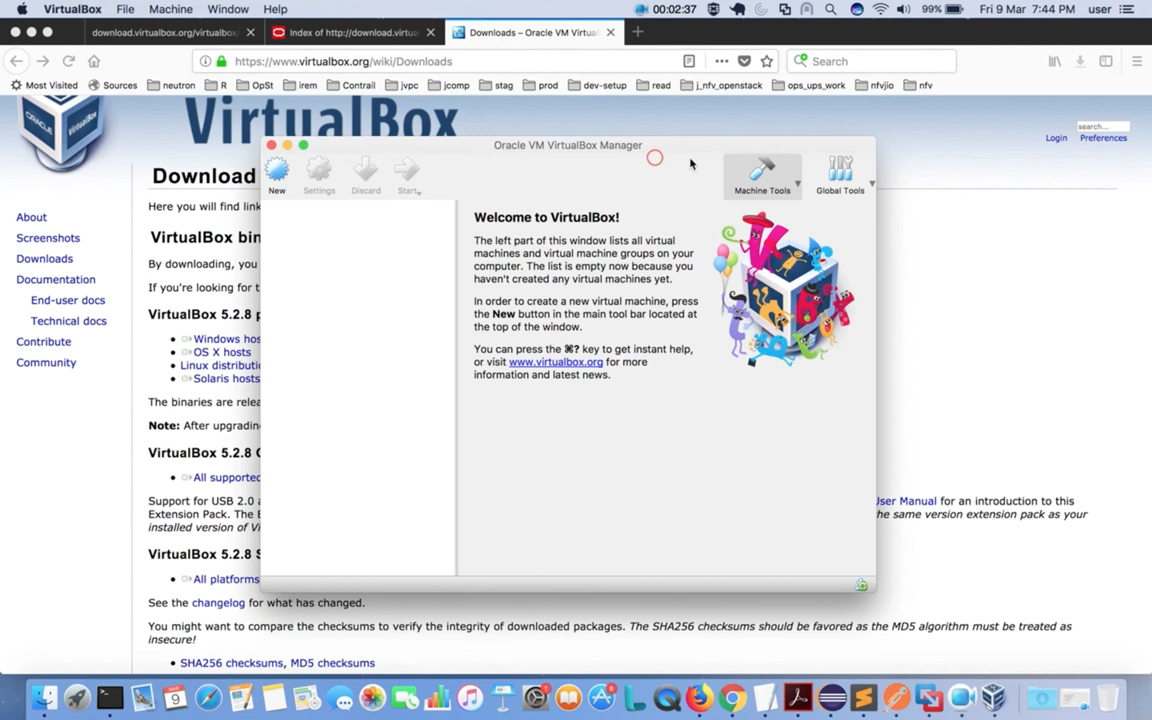 VirtualBox File Machine Window Help 00:02:37 99% Fri 9 Mar 7:44 PM user
download.virtualbox.org/virtualbox Index of http://download.virtu Downloads – Oracle VM Virtual
https://www.virtualbox.org/wiki/Downloads Search
Most Visited Sources neutron R OpSt irem Contrail jvpc jcomp stag prod dev-setup read j_nfv_openstack ops_ups_work nfvjio nfv
VirtualBox
search...
Login Preferences
Oracle VM VirtualBox Manager
New Settings Discard Start Machine Tools Global Tools
Download
Here you will find link
VirtualBox bin
By downloading, you
If you're looking for t
VirtualBox 5.2.8 p
Windows hos
OS X hosts
Linux distributi
Solaris hosts
The binaries are relea
Note: After upgradin
VirtualBox 5.2.8 
All supported
Support for USB 2.0 
Extension Pack. The E
installed version of Vi
User Manual for an introduction to this
the same version extension pack as your
VirtualBox 5.2.8 S
All platforms
See the changelog for what has changed.
You might want to compare the checksums to verify the integrity of downloaded packages. The SHA256 checksums should be favored as the MD5 algorithm must be treated as
insecure!
SHA256 checksums, MD5 checksums
About
Screenshots
Downloads
Documentation
End-user docs
Technical docs
Contribute
Community
Welcome to VirtualBox!
The left part of this window lists all virtual
machines and virtual machine groups on your
computer. The list is empty now because you
haven't created any virtual machines yet.
In order to create a new virtual machine, press
the New button in the main tool bar located at
the top of the window.
You can press the ⌘? key to get instant help,
or visit www.virtualbox.org for more
information and latest news.